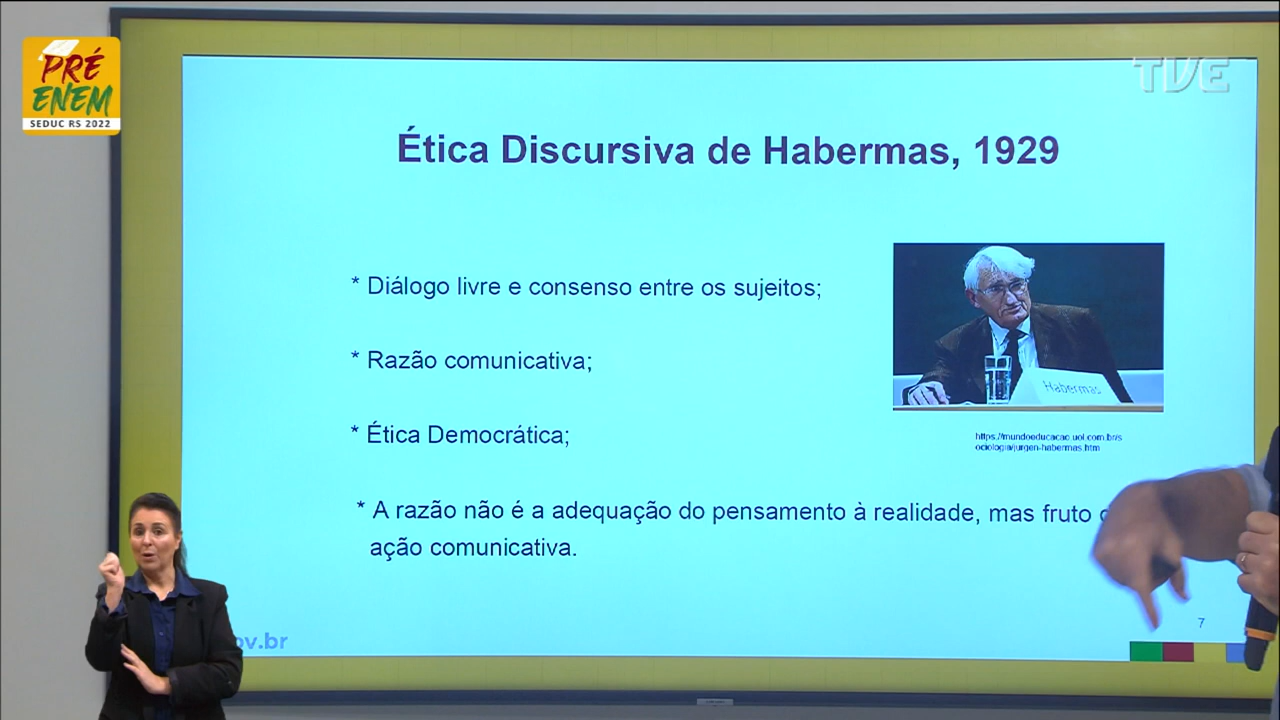 PRÉ
ENEM
SEDUC RS 2022
TVE
Ética Discursiva de Habermas, 1929
* Diálogo livre e consenso entre os sujeitos;
* Razão comunicativa;
* Ética Democrática;
Habermas
https://mundoeducacao.uol.com.br/s
ociologia/jurgen-habermas.htm
* A razão não é a adequação do pensamento à realidade, mas fruto
ação comunicativa.
ov.br
7